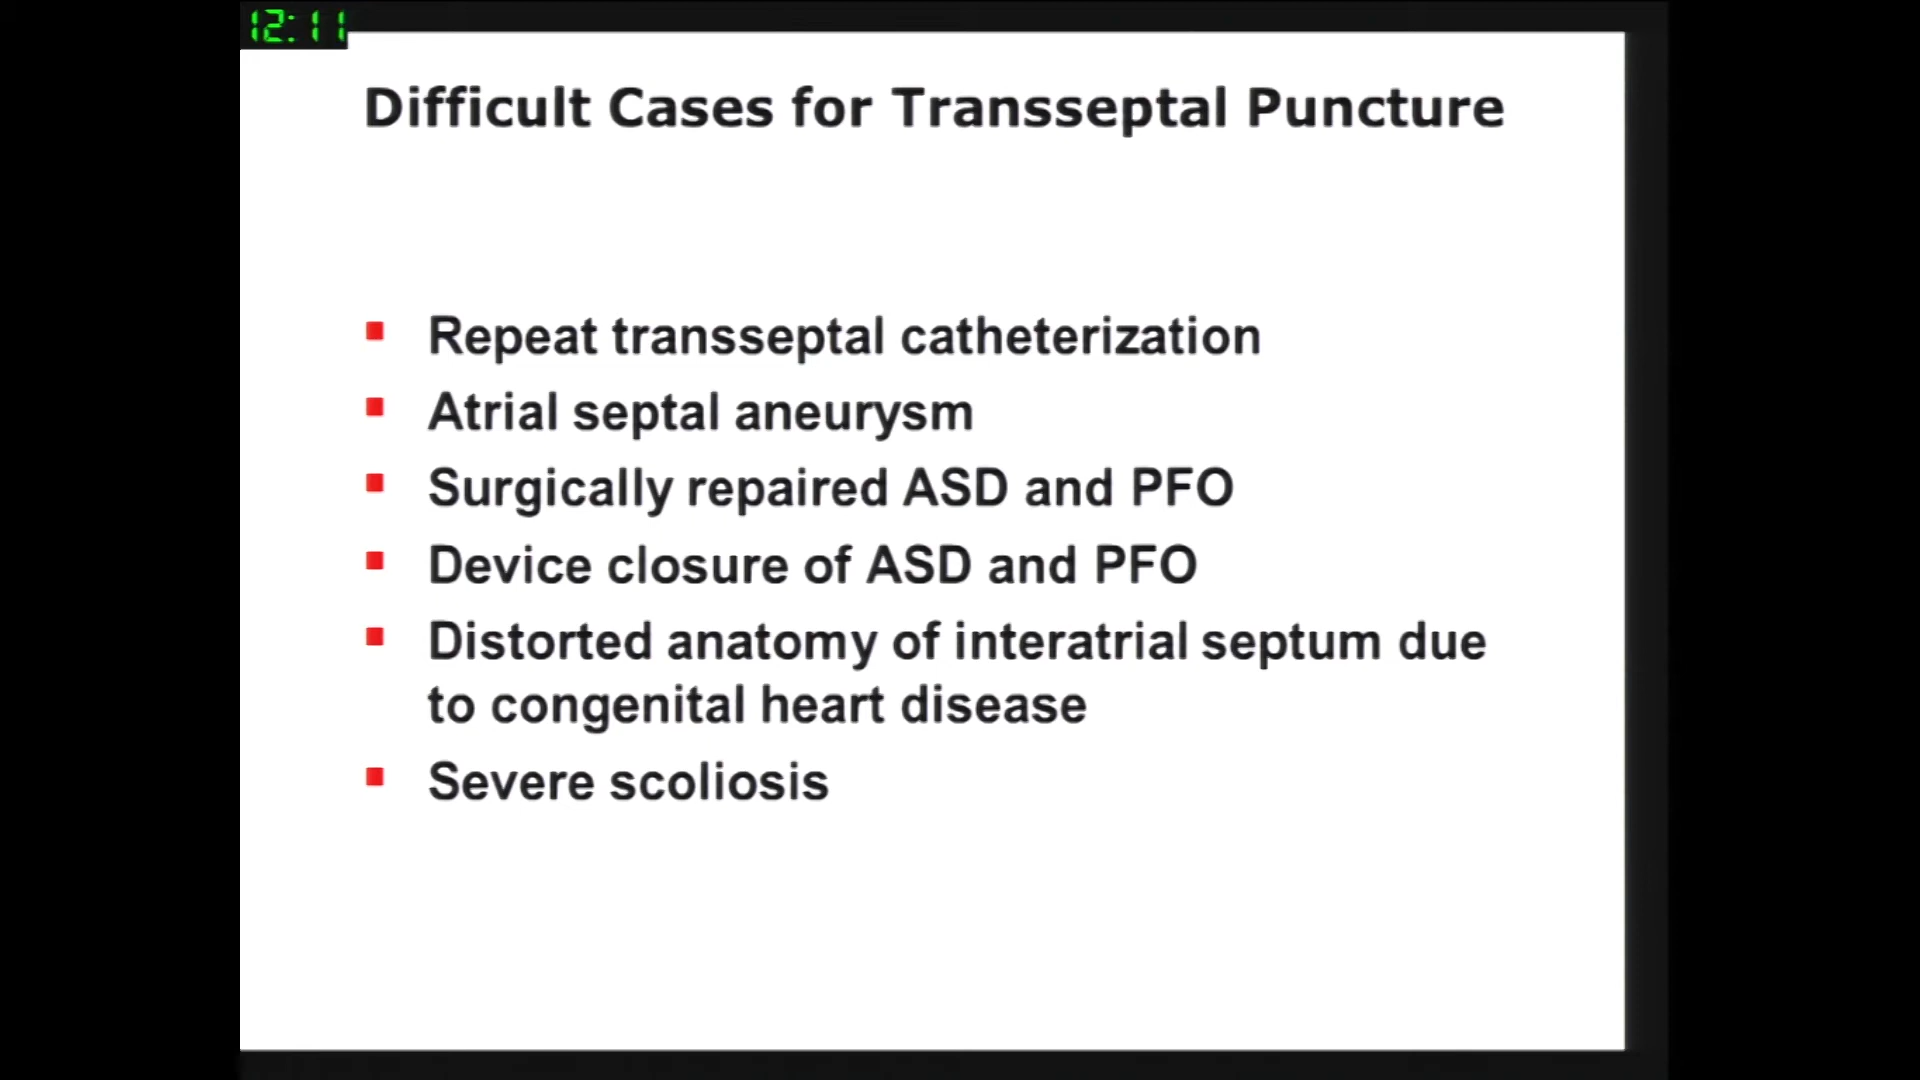 12:11
Difficult Cases for Transseptal Puncture
Repeat transseptal catheterization
Atrial septal aneurysm
Surgically repaired ASD and PFO
Device closure of ASD and PFO
Distorted anatomy of interatrial septum due
to congenital heart disease
Severe scoliosis